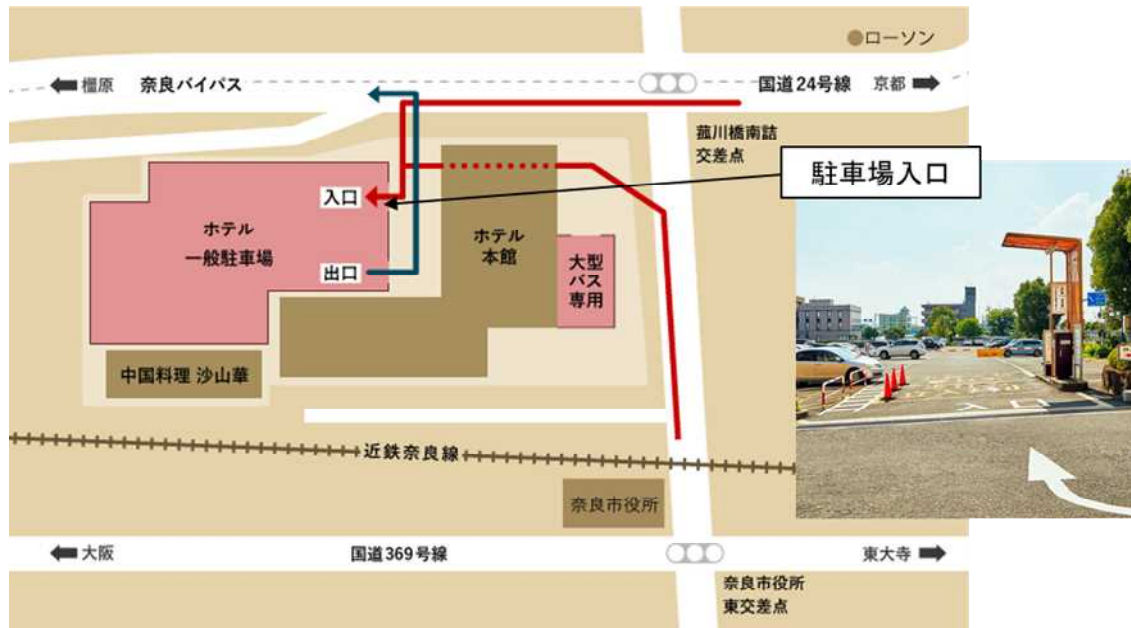 ●ローソン
橿原
奈良バイパス
国道24号線
京都
菰川橋南詰
交差点
駐車場入口
入口
ホテル
一般駐車場
出口
ホテル
本館
大型
バス
専用
中国料理 沙山華
近鉄奈良線
奈良市役所
大阪
国道369号線
東大寺
奈良市役所
東交差点
入口